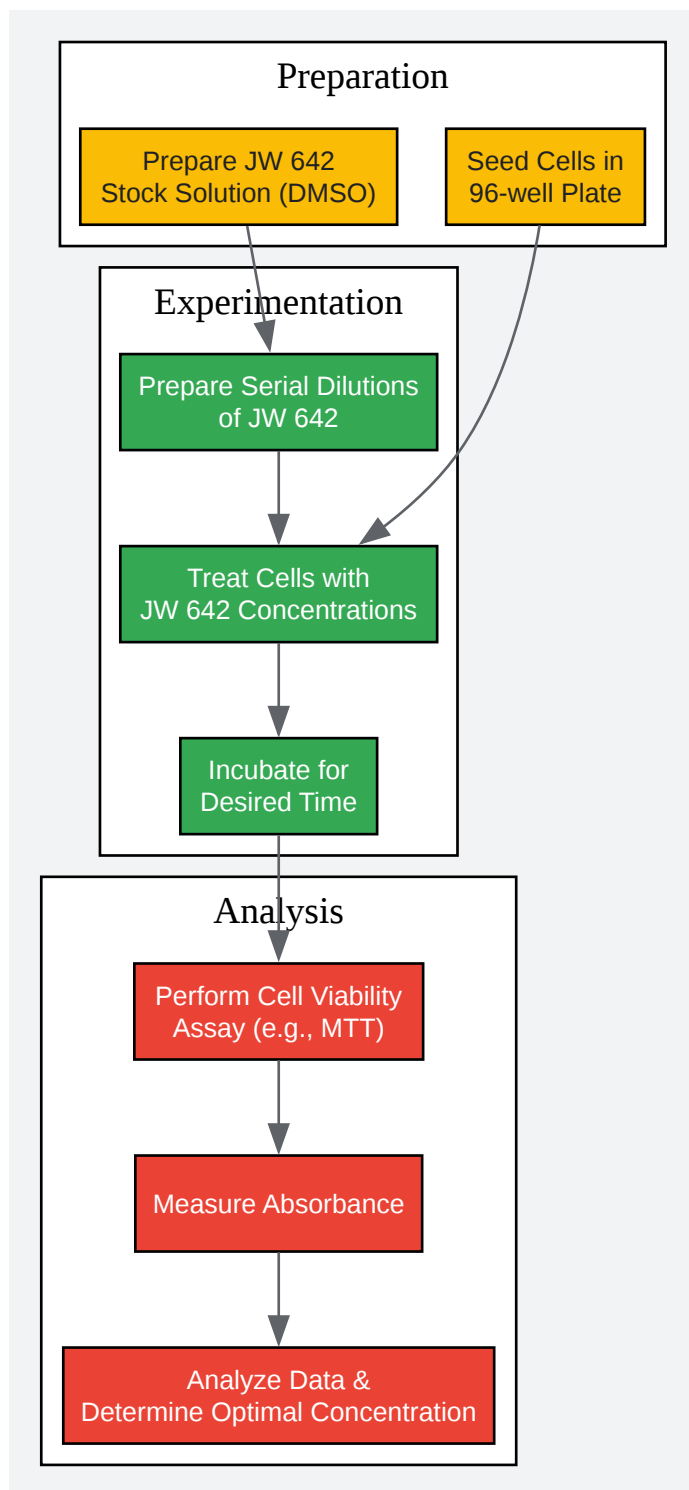 Preparation
Prepare JW 642
Stock Solution (DMSO)
Seed Cells in
96-well Plate
Experimentation
Prepare Serial Dilutions
of JW 642
Treat Cells with
JW 642 Concentrations
Incubate for
Desired Time
Analysis
Perform Cell Viability
Assay (e.g., MTT)
Measure Absorbance
Analyze Data &
Determine Optimal Concentration